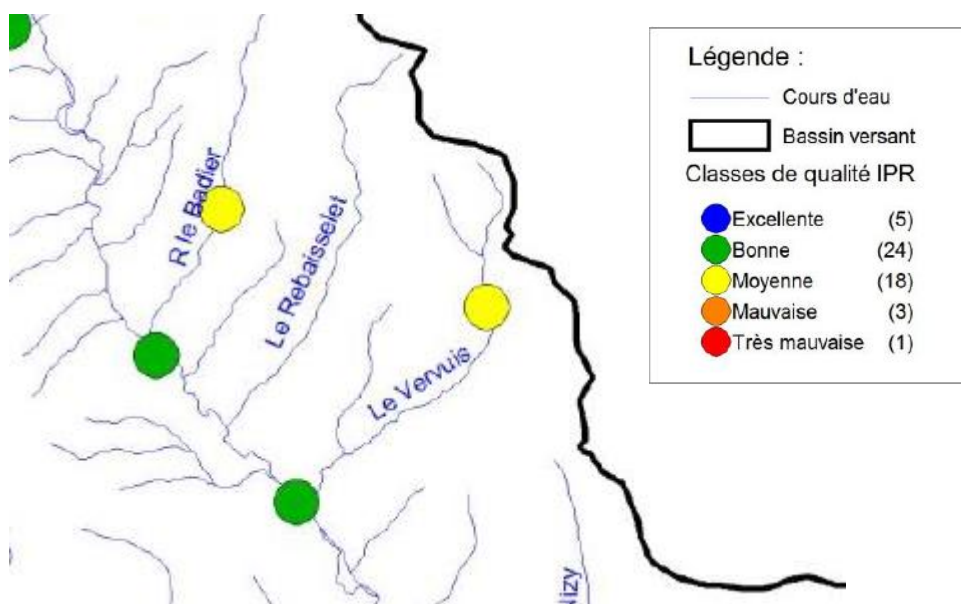 R le Badier
Le Rebaisselet
Le Vervuis
Légende :
Cours d'eau
Bassin versant
Classes de qualité IPR
Excellente (5)
Bonne (24)
Moyenne (18)
Mauvaise (3)
Très mauvaise (1)